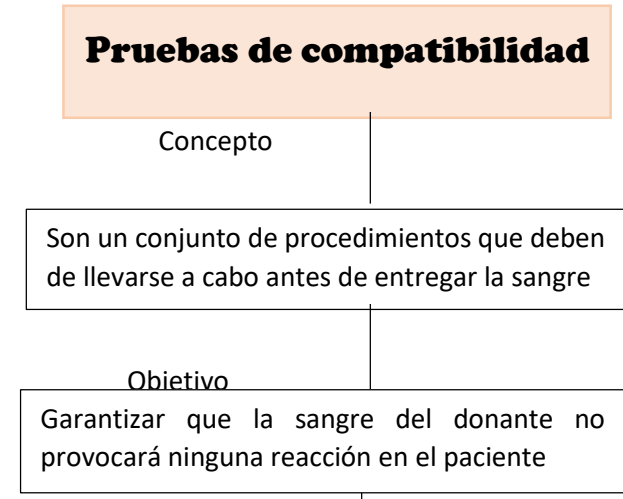 Pruebas de compatibilidad
Concepto
Son un conjunto de procedimientos que deben
de llevarse a cabo antes de entregar la sangre
Objetivo
Garantizar que la sangre del donante no
provocará ninguna reacción en el paciente